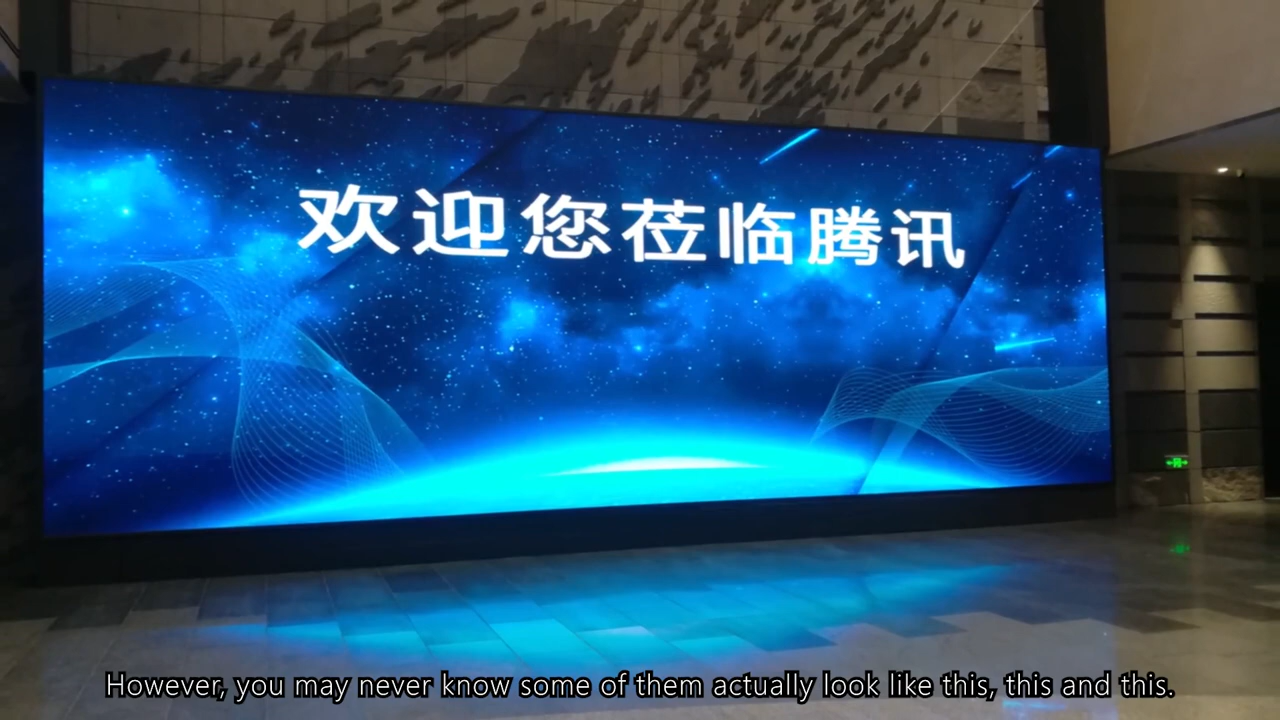 欢迎您莅临腾讯
However, you may never know some of them actually look like this, this and this.